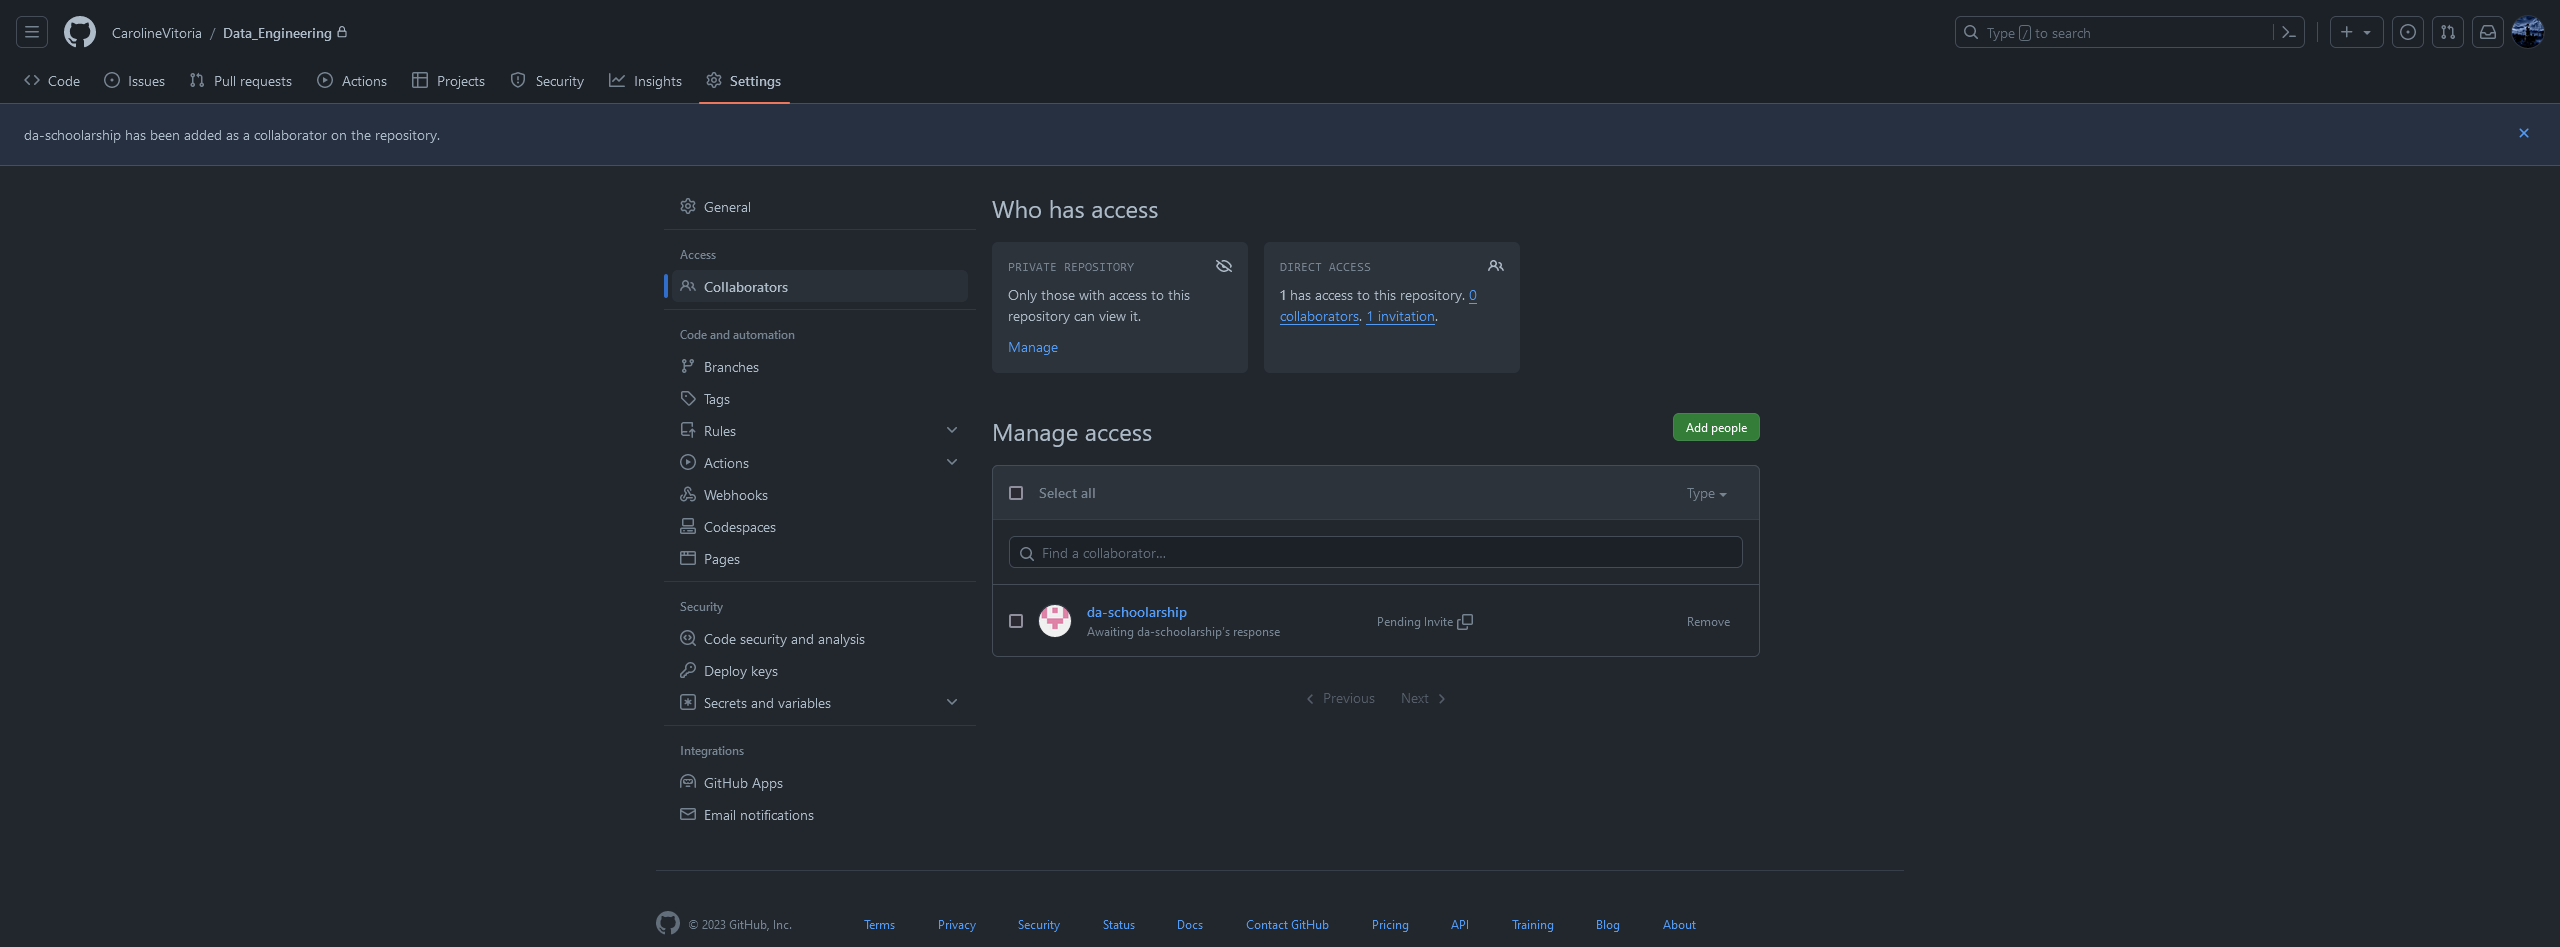 CarolineVitoria / Data_Engineering
Type / to search
Code
Issues
Pull requests
Actions
Projects
Security
Insights
Settings
da-schoolarship has been added as a collaborator on the repository.
General
Access
Collaborators
Code and automation
Branches
Tags
Rules
Actions
Webhooks
Codespaces
Pages
Security
Code security and analysis
Deploy keys
Secrets and variables
Integrations
GitHub Apps
Email notifications
Who has access
PRIVATE REPOSITORY
Only those with access to this
repository can view it.
Manage
DIRECT ACCESS
1 has access to this repository. 0
collaborators. 1 invitation.
Manage access
Add people
Select all
Type
Find a collaborator...
da-schoolarship
Awaiting da-schoolarship's response
Pending Invite
Remove
Previous
Next
© 2023 GitHub, Inc.
Terms
Privacy
Security
Status
Docs
Contact GitHub
Pricing
API
Training
Blog
About